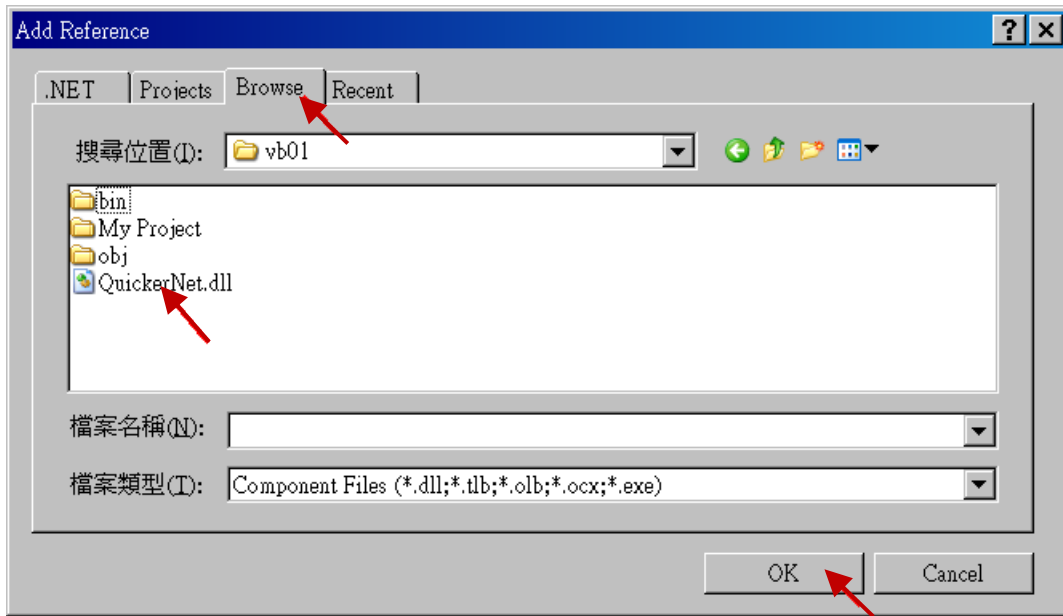 Add Reference
.NET Projects Browse Recent
搜尋位置(I): vb01
bin
My Project
obj
QuickerNet.dll
檔案名稱(N):
檔案類型(T): Component Files (*.dll;*.tlb;*.olb;*.ocx;*.exe)
OK Cancel